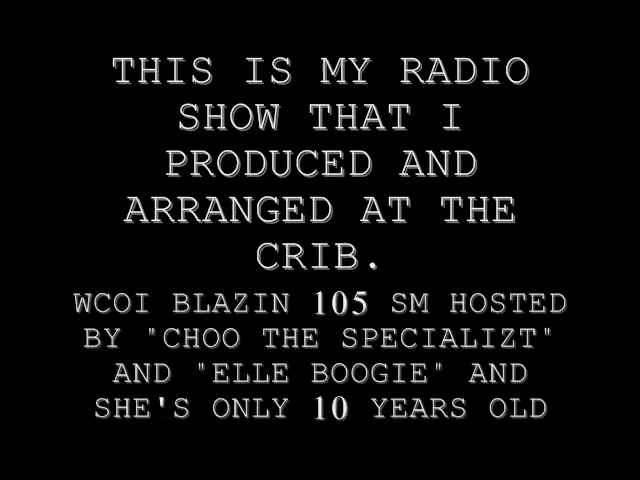 THIS IS MY RADIO
SHOW THAT I
PRODUCED AND
ARRANGED AT THE
CRIB.
WCOI BLAZIN 105 SM HOSTED
BY "CHOO THE SPECIALIZT"
AND "ELLE BOOGIE" AND
SHE'S ONLY 10 YEARS OLD